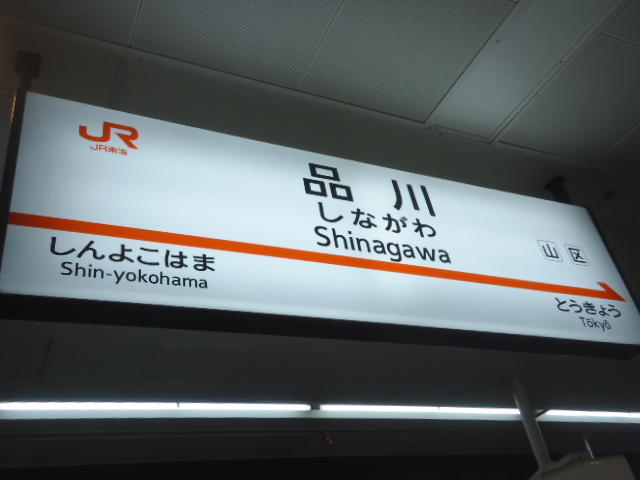 JR
JR東海
品川
しながわ
Shinagawa
山 区
しんよこはま
Shin-yokohama
とうきょう
Tōkyō